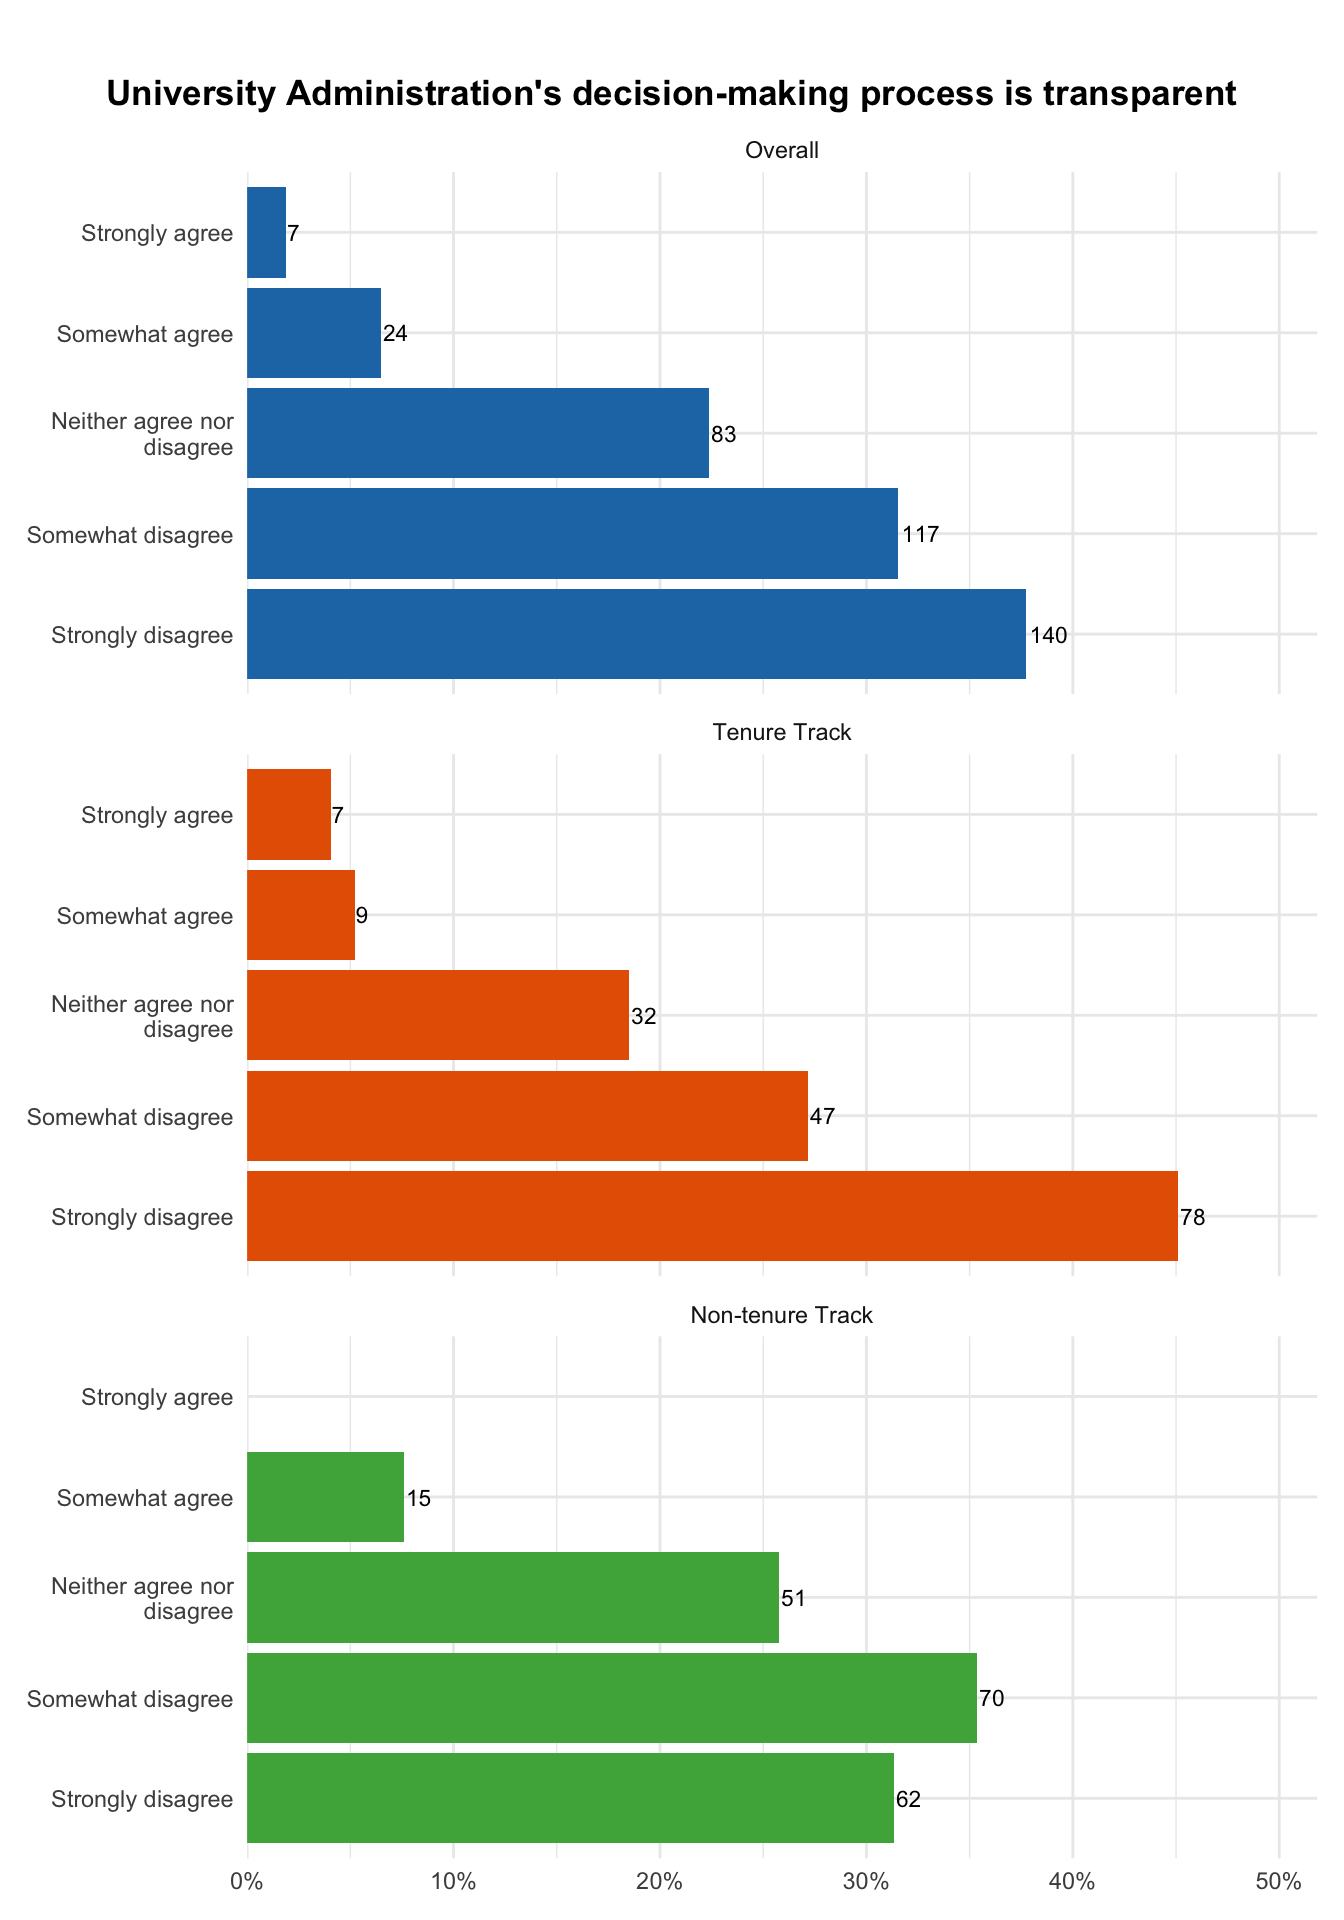 University Administration's decision-making process is transparent
Overall
Strongly agree
7
Somewhat agree
24
Neither agree nor
disagree
83
Somewhat disagree
117
Strongly disagree
140
Tenure Track
Strongly agree
7
Somewhat agree
9
Neither agree nor
disagree
32
Somewhat disagree
47
Strongly disagree
78
Non-tenure Track
Strongly agree
Somewhat agree
15
Neither agree nor
disagree
51
Somewhat disagree
70
Strongly disagree
62
0% 10% 20% 30% 40% 50%